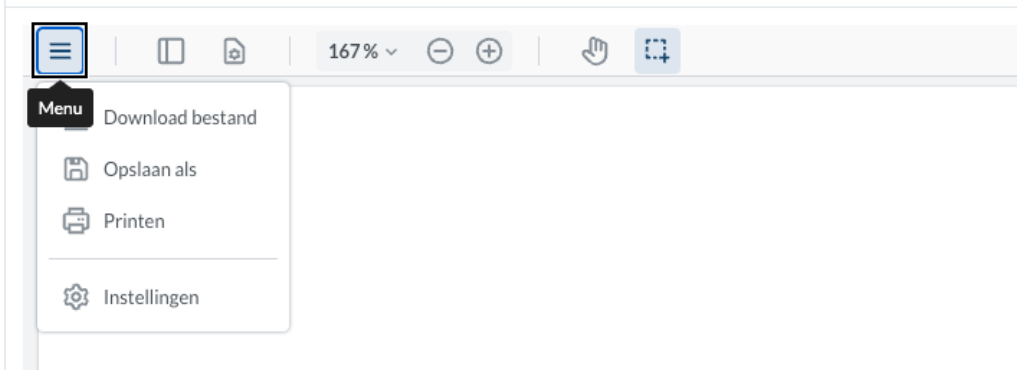 167%
Menu
Download bestand
Opslaan als
Printen
Instellingen